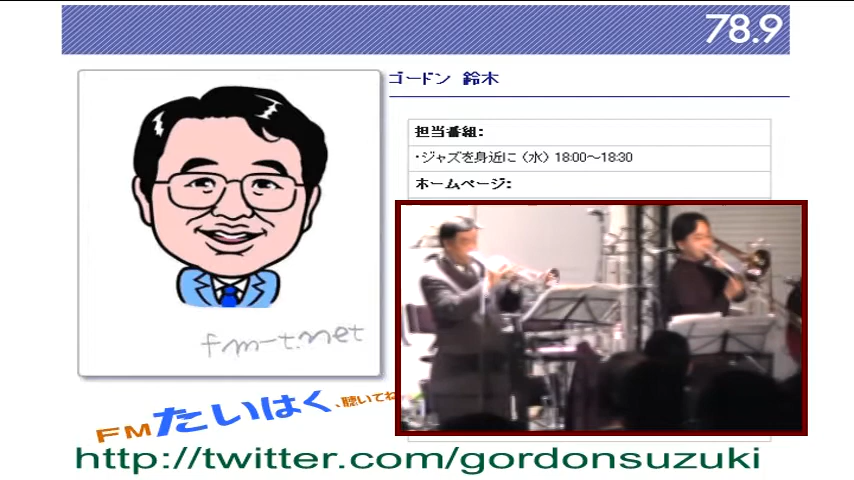 78.9
ゴードン 鈴木
担当番組:
・ジャズを身近に（水）18:00～18:30
ホームページ:
fm-t.net
FMたいはく、聴いてね
http://twitter.com/gordonsuzuki